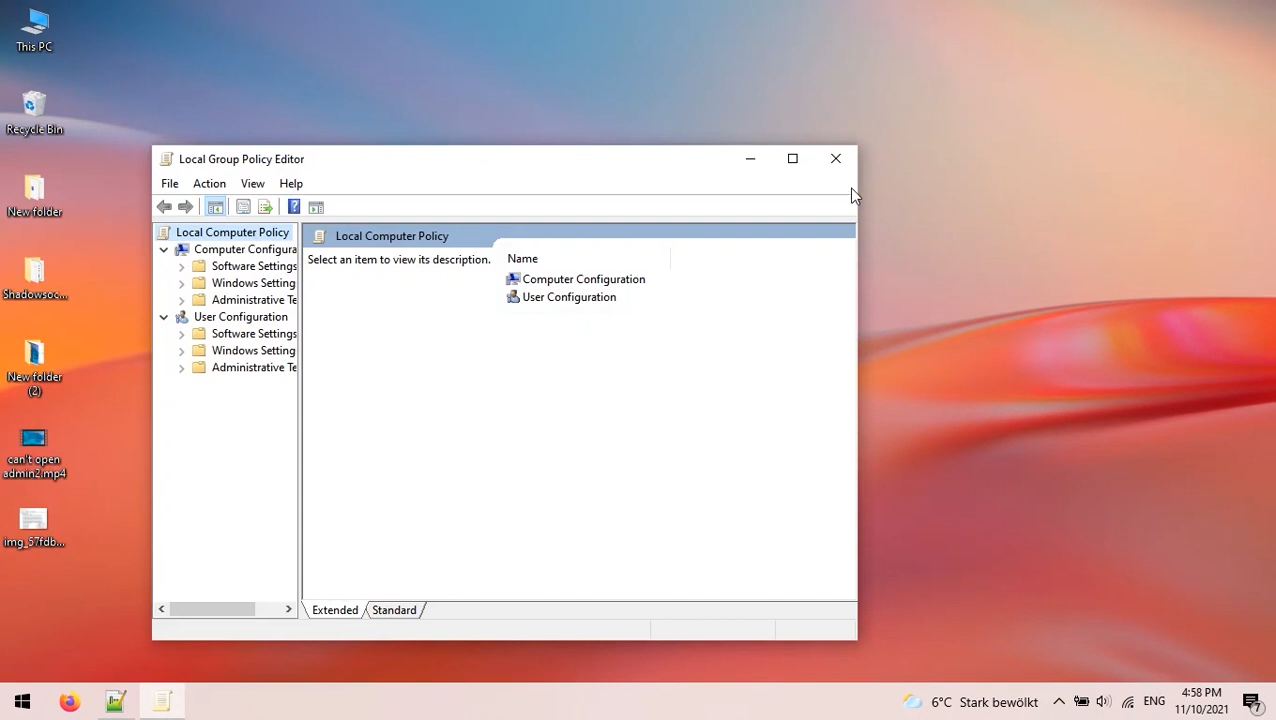 This PC
Recycle Bin
New folder
Shadowsoc...
New folder
(2)
can't open
admin2.mp4
img_57fdb...
Local Group Policy Editor
File Action View Help
Local Computer Policy
Computer Configura
Software Settings
Windows Setting
Administrative Te
User Configuration
Software Settings
Windows Setting
Administrative Te
Local Computer Policy
Select an item to view its description.
Name
Computer Configuration
User Configuration
Extended Standard
6°C Stark bewölkt
ENG
4:58 PM
11/10/2021
7